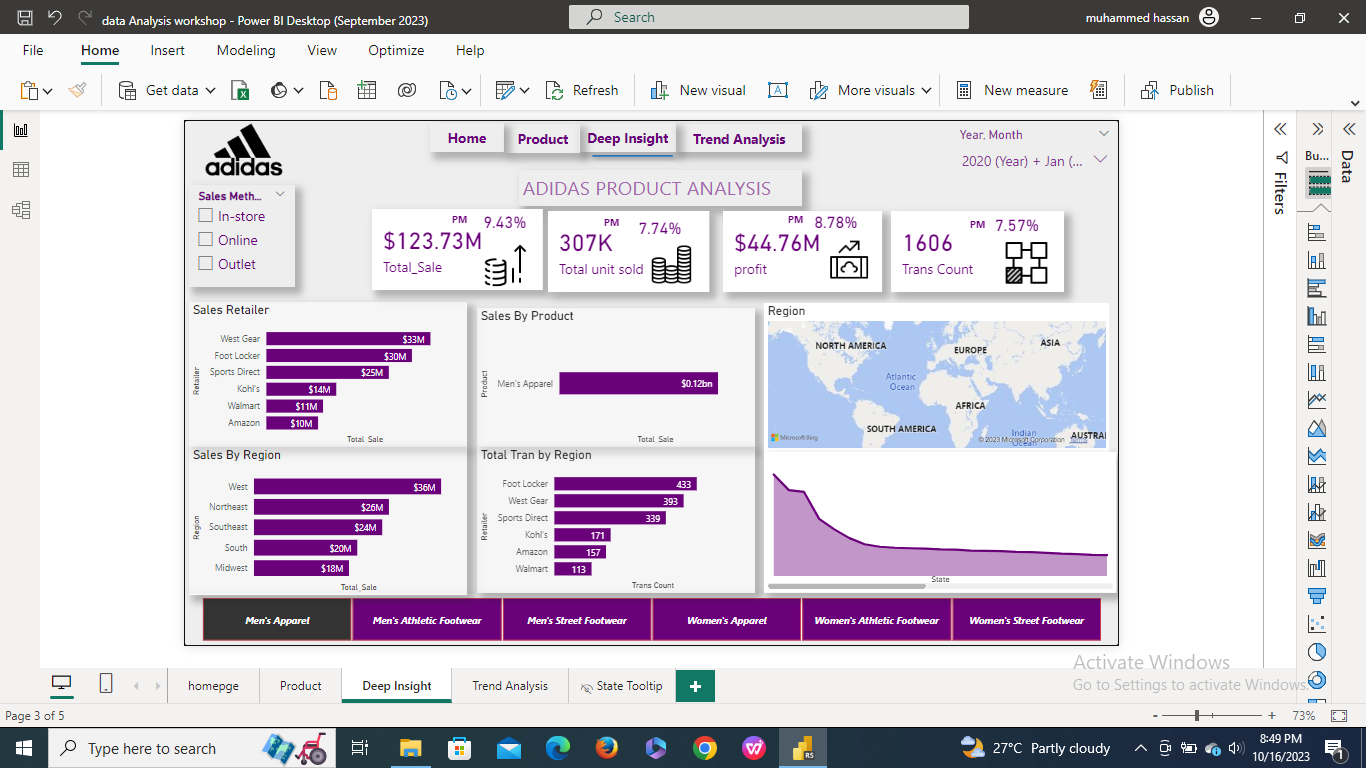 data Analysis workshop - Power BI Desktop (September 2023)
Search
muhammed hassan
File
Home
Insert
Modeling
View
Optimize
Help
Get data
Refresh
New visual
More visuals
New measure
Publish
adidas
Home
Product
Deep Insight
Trend Analysis
Year, Month
2020 (Year) + Jan (...
ADIDAS PRODUCT ANALYSIS
Sales Meth...
In-store
Online
Outlet
PM 9.43%
$123.73M
Total_Sale
PM 7.74%
307K
Total unit sold
PM 8.78%
$44.76M
profit
PM 7.57%
1606
Trans Count
Sales Retailer
Retailer
West Gear $33M
Foot Locker $30M
Sports Direct $25M
Kohl's $14M
Walmart $11M
Amazon $10M
Total_Sale
Sales By Product
Product
Men's Apparel $0.12bn
Total_Sale
Region
NORTH AMERICA
EUROPE
ASIA
Atlantic
Ocean
AFRICA
SOUTH AMERICA
Indian
Ocean
AUSTRAL
Microsoft Bing
© 2023 Microsoft Corporation
Sales By Region
Region
West $36M
Northeast $26M
Southeast $24M
South $20M
Midwest $18M
Total_Sale
Total Tran by Region
Retailer
Foot Locker 433
West Gear 393
Sports Direct 339
Kohl's 171
Amazon 157
Walmart 113
Trans Count
State
Men's Apparel
Men's Athletic Footwear
Men's Street Footwear
Women's Apparel
Women's Athletic Footwear
Women's Street Footwear
Filters
Bu...
Data
Activate Windows
Go to Settings to activate Windows.
homepge
Product
Deep Insight
Trend Analysis
State Tooltip
Page 3 of 5
73%
Type here to search
RS
27°C Partly cloudy
8:49 PM
10/16/2023
1